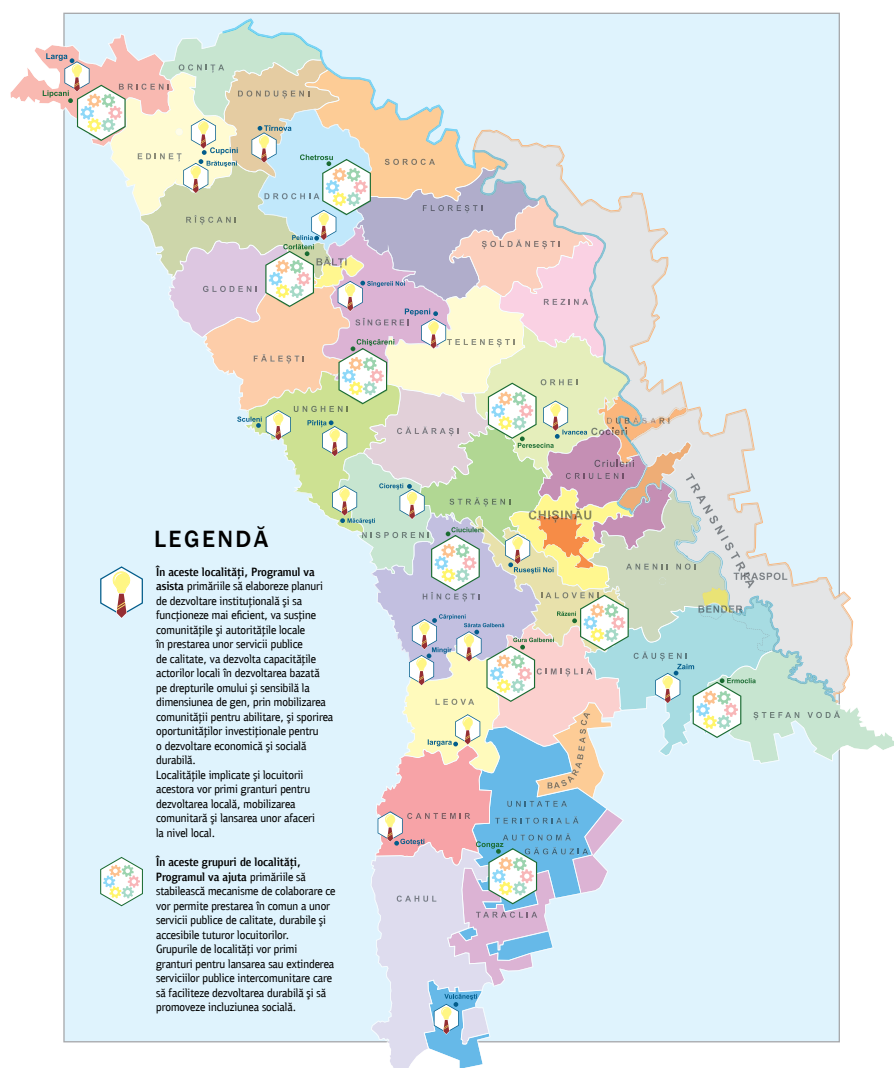 OCNIȚA
Larga
BRICENI
Lipcani
DONDUȘENI
Tîrnova
Cupcini
EDINEȚ
Brătușeni
Chetrosu
SOROCA
DROCHIA
FLOREȘTI
RÎȘCANI
Pelinia
Corlăteni
BĂLȚI
ȘOLDĂNEȘTI
GLODENI
Sîngereii Noi
REZINA
Pepeni
SÎNGEREI
TELENEȘTI
Chișcăreni
FĂLEȘTI
ORHEI
UNGHENI
Sculeni
Pîrlița
CĂLĂRAȘI
DUBĂSARI
Cocieri
Ivancea
Peresecina
Criuleni
CRIULENI
TRANSNISTRIA
Ciorești
STRĂȘENI
CHIȘINĂU
Măcărești
NISPORENI
Ciuciuleni
Ruseștii Noi
ANENII NOI
TIRASPOL
BENDER
HÎNCEȘTI
IALOVENI
Răzeni
Cărpineni
Sărata Galbenă
Gura Galbenei
Mingir
CIMIȘLIA
CĂUȘENI
Zaim
Ermoclia
ȘTEFAN VODĂ
LEOVA
Iargara
BASARABEASCA
CANTEMIR
UNITATEA
TERITORIALĂ
AUTONOMĂ
GĂGĂUZIA
Gotești
Congaz
CAHUL
TARACLIA
Vulcănești
LEGENDĂ
În aceste localități, Programul va
asista primăriile să elaboreze planuri
de dezvoltare instituțională și sa
funcționeze mai eficient, va susține
comunitățile și autoritățile locale
în prestarea unor servicii publice
de calitate, va dezvolta capacitățile
actorilor locali în dezvoltarea bazată
pe drepturile omului și sensibilă la
dimensiunea de gen, prin mobilizarea
comunității pentru abilitare, și sporirea
oportunităților investiționale pentru
o dezvoltare economică și socială
durabilă.
Localitățile implicate și locuitorii
acestora vor primi granturi pentru
dezvoltarea locală, mobilizarea
comunitară și lansarea unor afaceri
la nivel local.
În aceste grupuri de localități,
Programul va ajuta primăriile să
stabilească mecanisme de colaborare ce
vor permite prestarea în comun a unor
servicii publice de calitate, durabile și
accesibile tuturor locuitorilor.
Grupurile de localități vor primi
granturi pentru lansarea sau extinderea
serviciilor publice intercomunitare care
să faciliteze dezvoltarea durabilă și să
promoveze incluziunea socială.